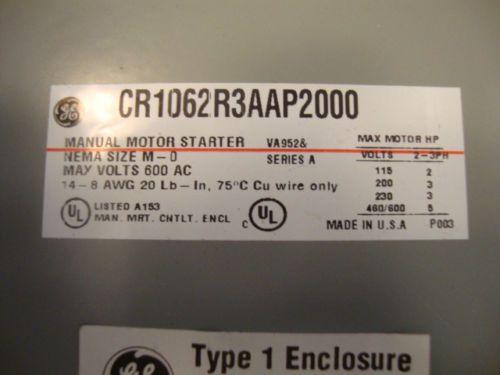 GE CR1062R3AAP2000
MANUAL MOTOR STARTER VA952& MAX MOTOR HP
NEMA SIZE M-0 SERIES A VOLTS 2-3PH
MAX VOLTS 600 AC 115 2
14-8 AWG 20 Lb-In, 75°C Cu wire only 200 3
230 3
UL LISTED A153 C UL 460/600 5
MAN. MRT. CNTLT. ENCL MADE IN U.S.A P003
GE Type 1 Enclosure